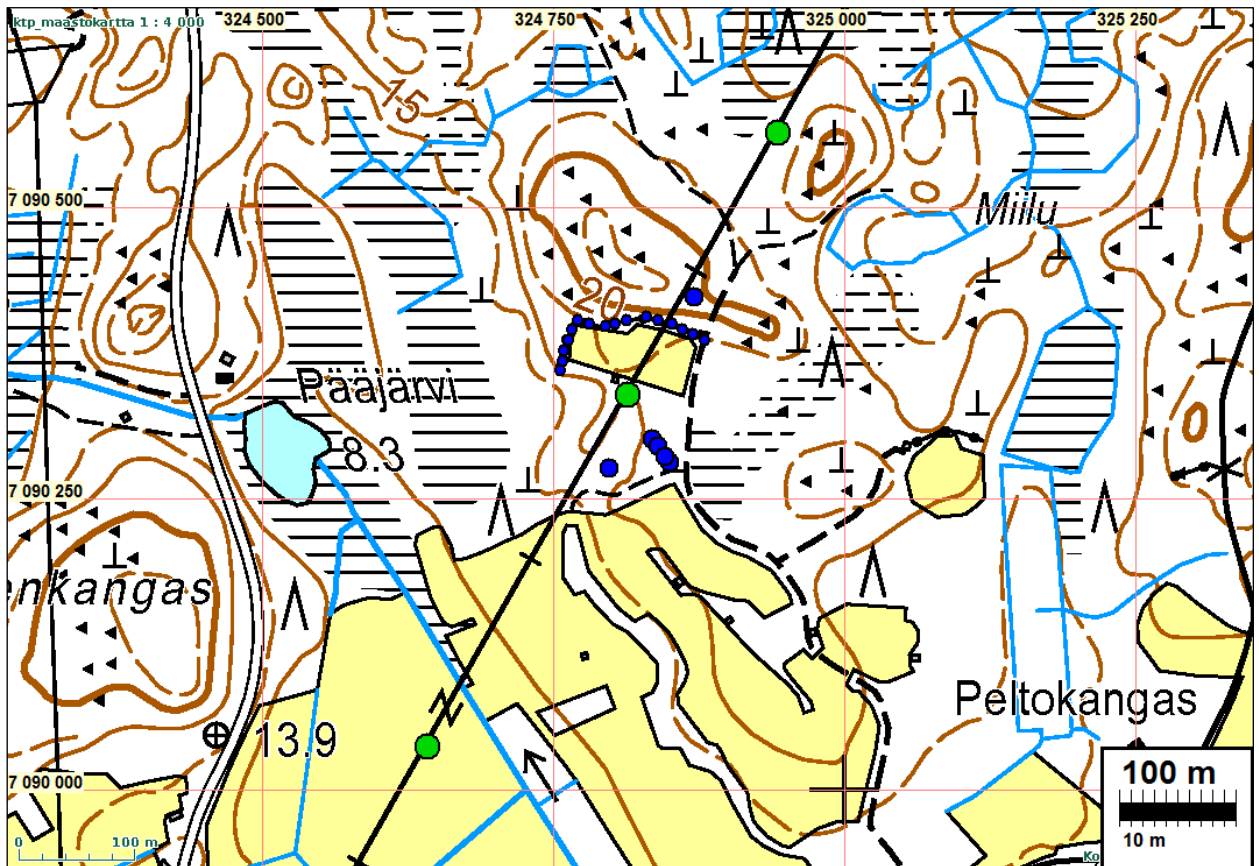 ktp_maastokartta 1 : 4 000
324 500
324 750
325 000
325 250
15
7 090 500
Miilu
20
Pääjärvi
8.3
7 090 250
enkangas
Peltokangas
13.9
7 090 000
100 m
10 m
0 100 m
Ko